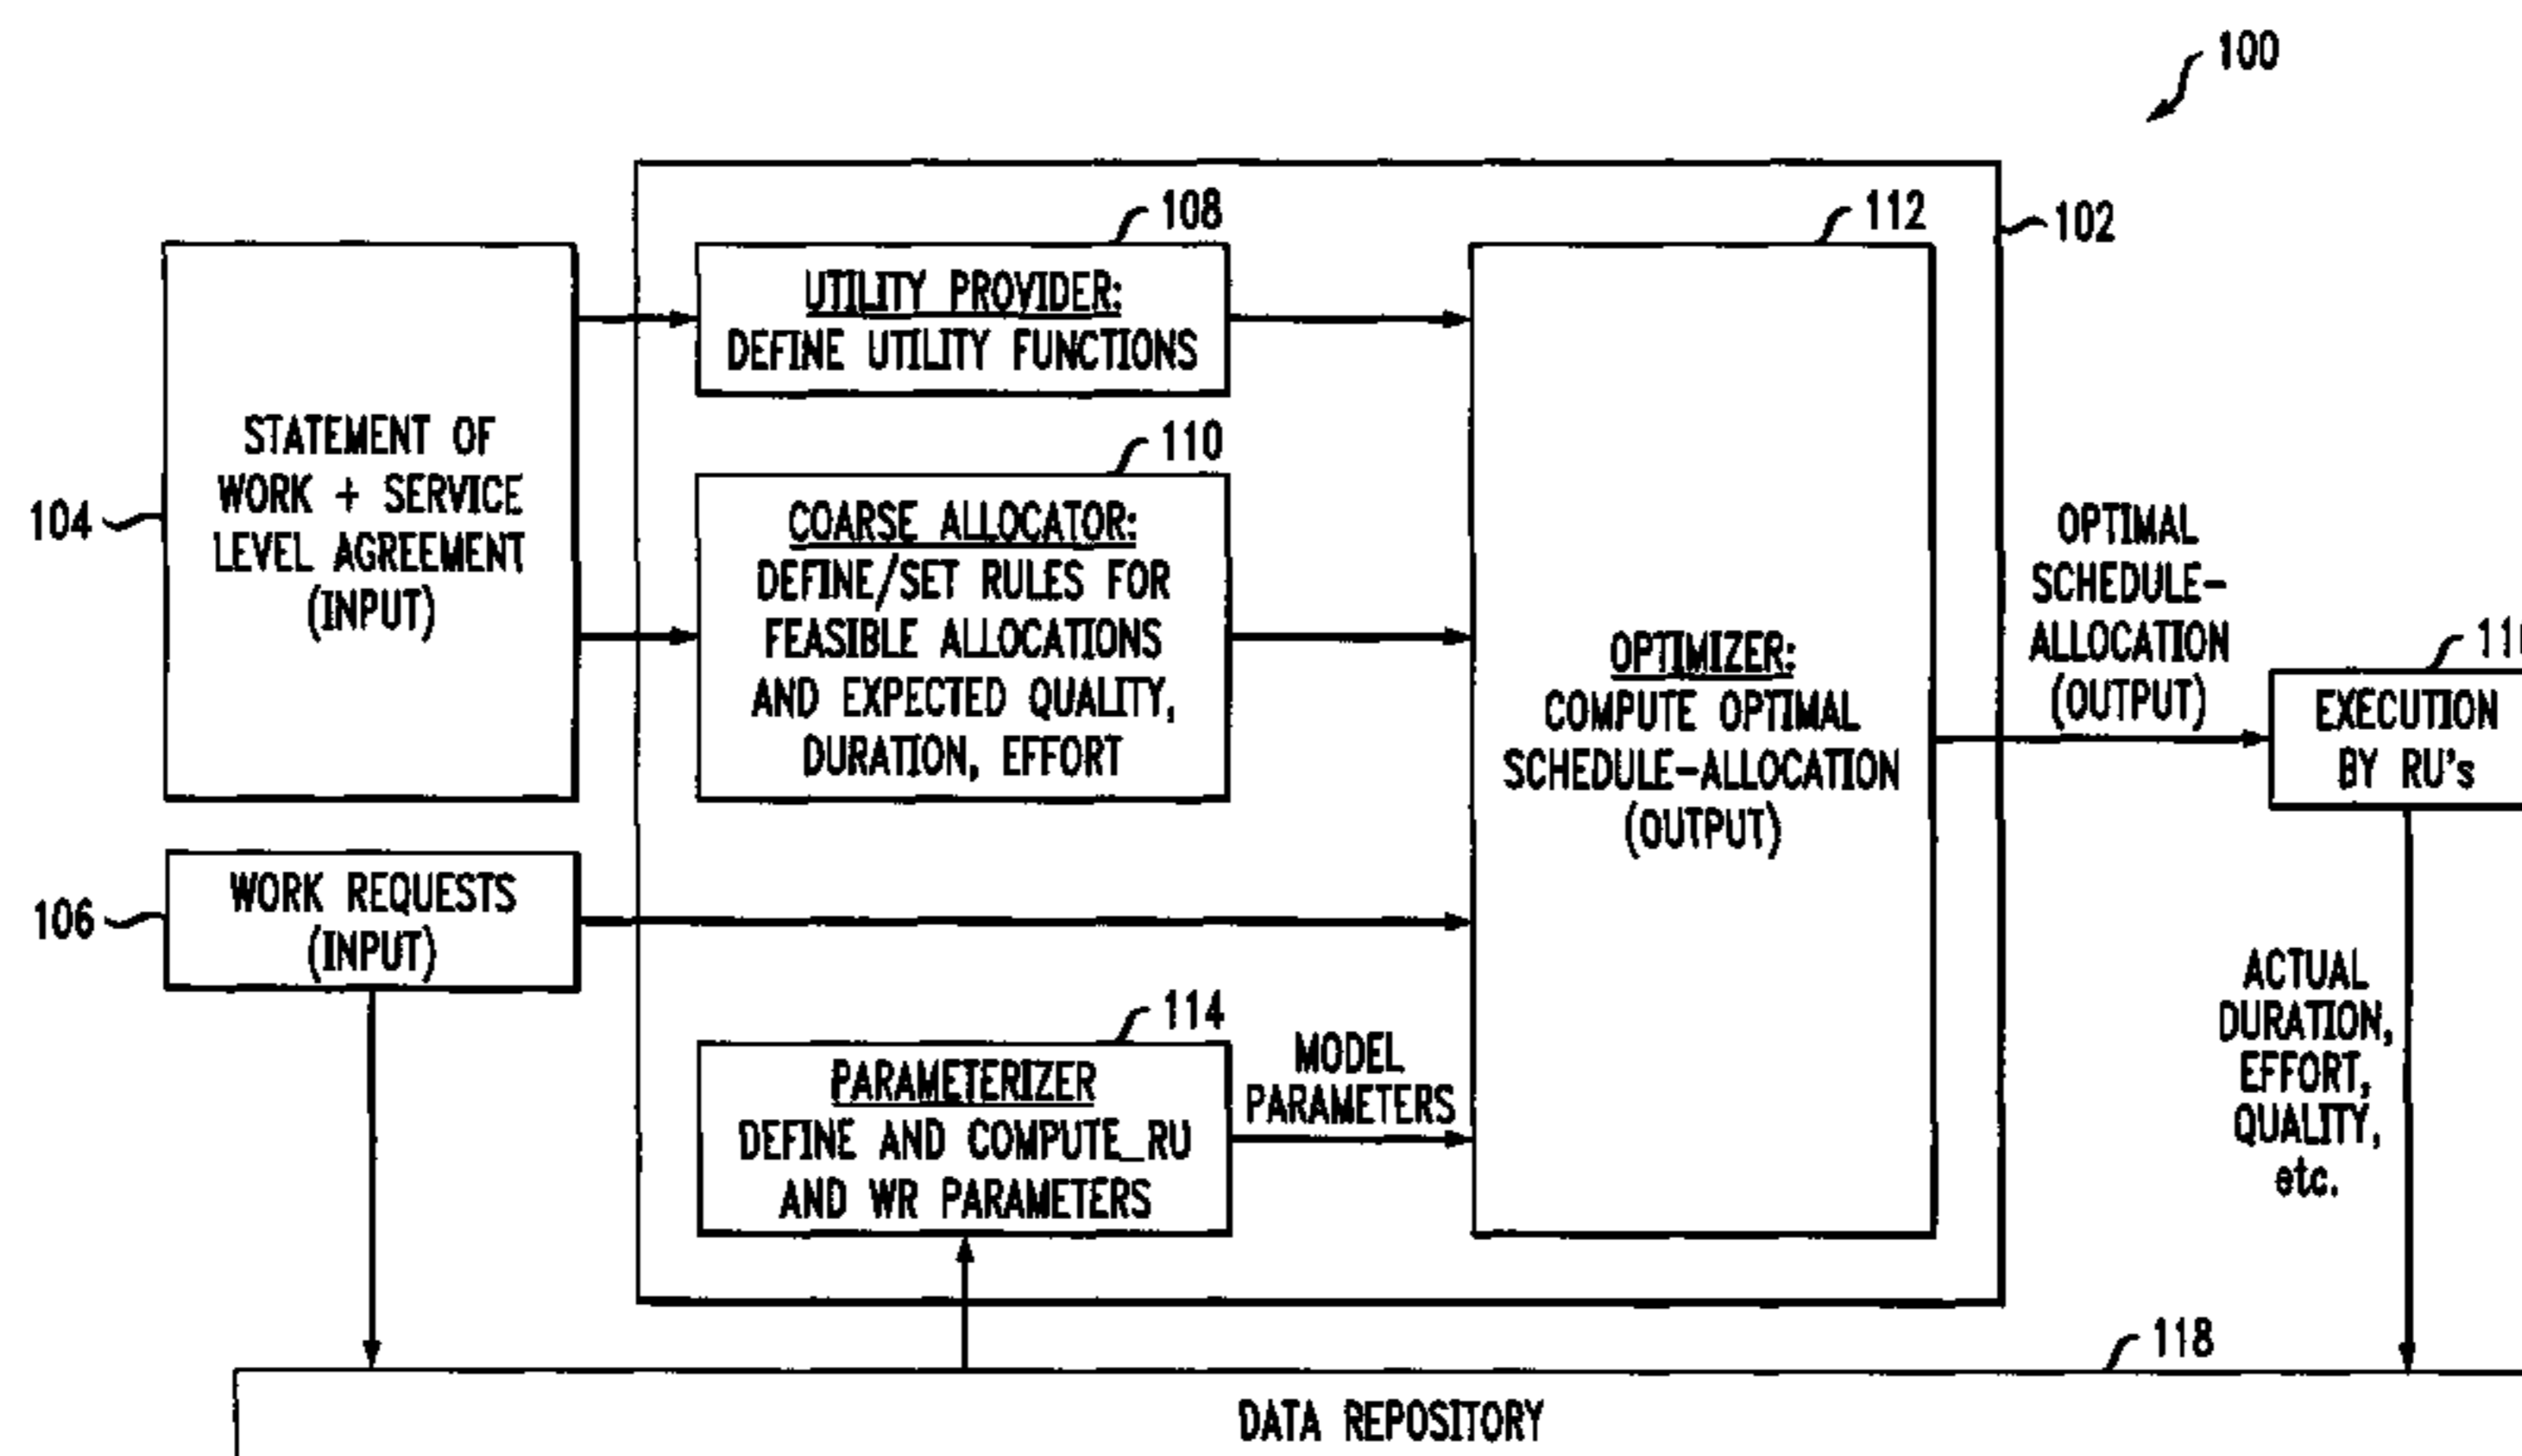 100
102
108
UTILITY PROVIDER:
DEFINE UTILITY FUNCTIONS
112
104
STATEMENT OF
WORK + SERVICE
LEVEL AGREEMENT
(INPUT)
110
COARSE ALLOCATOR:
DEFINE/SET RULES FOR
FEASIBLE ALLOCATIONS
AND EXPECTED QUALITY,
DURATION, EFFORT
OPTIMIZER:
COMPUTE OPTIMAL
SCHEDULE-ALLOCATION
(OUTPUT)
OPTIMAL
SCHEDULE-
ALLOCATION
(OUTPUT)
EXECUTION
BY RU's
106
WORK REQUESTS
(INPUT)
114
PARAMETERIZER
DEFINE AND COMPUTE_RU
AND WR PARAMETERS
MODEL
PARAMETERS
ACTUAL
DURATION,
EFFORT,
QUALITY,
etc.
118
DATA REPOSITORY